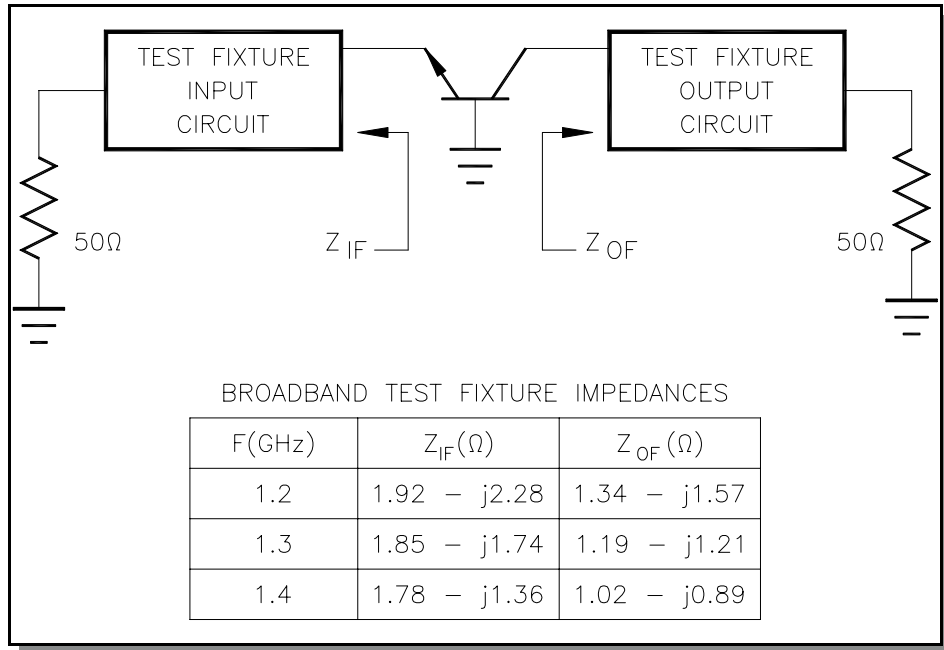 TEST FIXTURE
INPUT
CIRCUIT
TEST FIXTURE
OUTPUT
CIRCUIT
50Ω
Z IF
Z OF
50Ω
BROADBAND TEST FIXTURE IMPEDANCES
F(GHz) ZIF(Ω) Z OF (Ω)
1.2 1.92 – j2.28 1.34 – j1.57
1.3 1.85 – j1.74 1.19 – j1.21
1.4 1.78 – j1.36 1.02 – j0.89